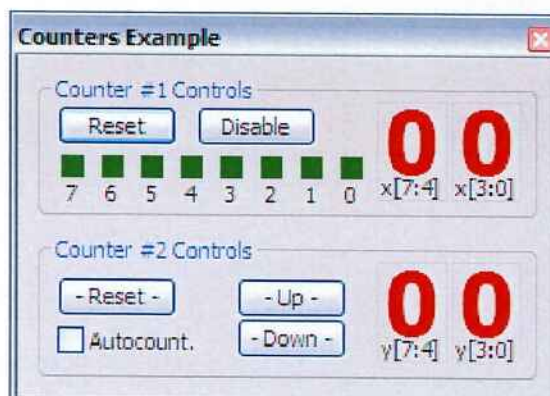 Counters Example
Counter #1 Controls
Reset Disable
0 0
7 6 5 4 3 2 1 0
x[7:4] x[3:0]
Counter #2 Controls
- Reset - - Up -
0 0
Autocount. - Down -
y[7:4] y[3:0]